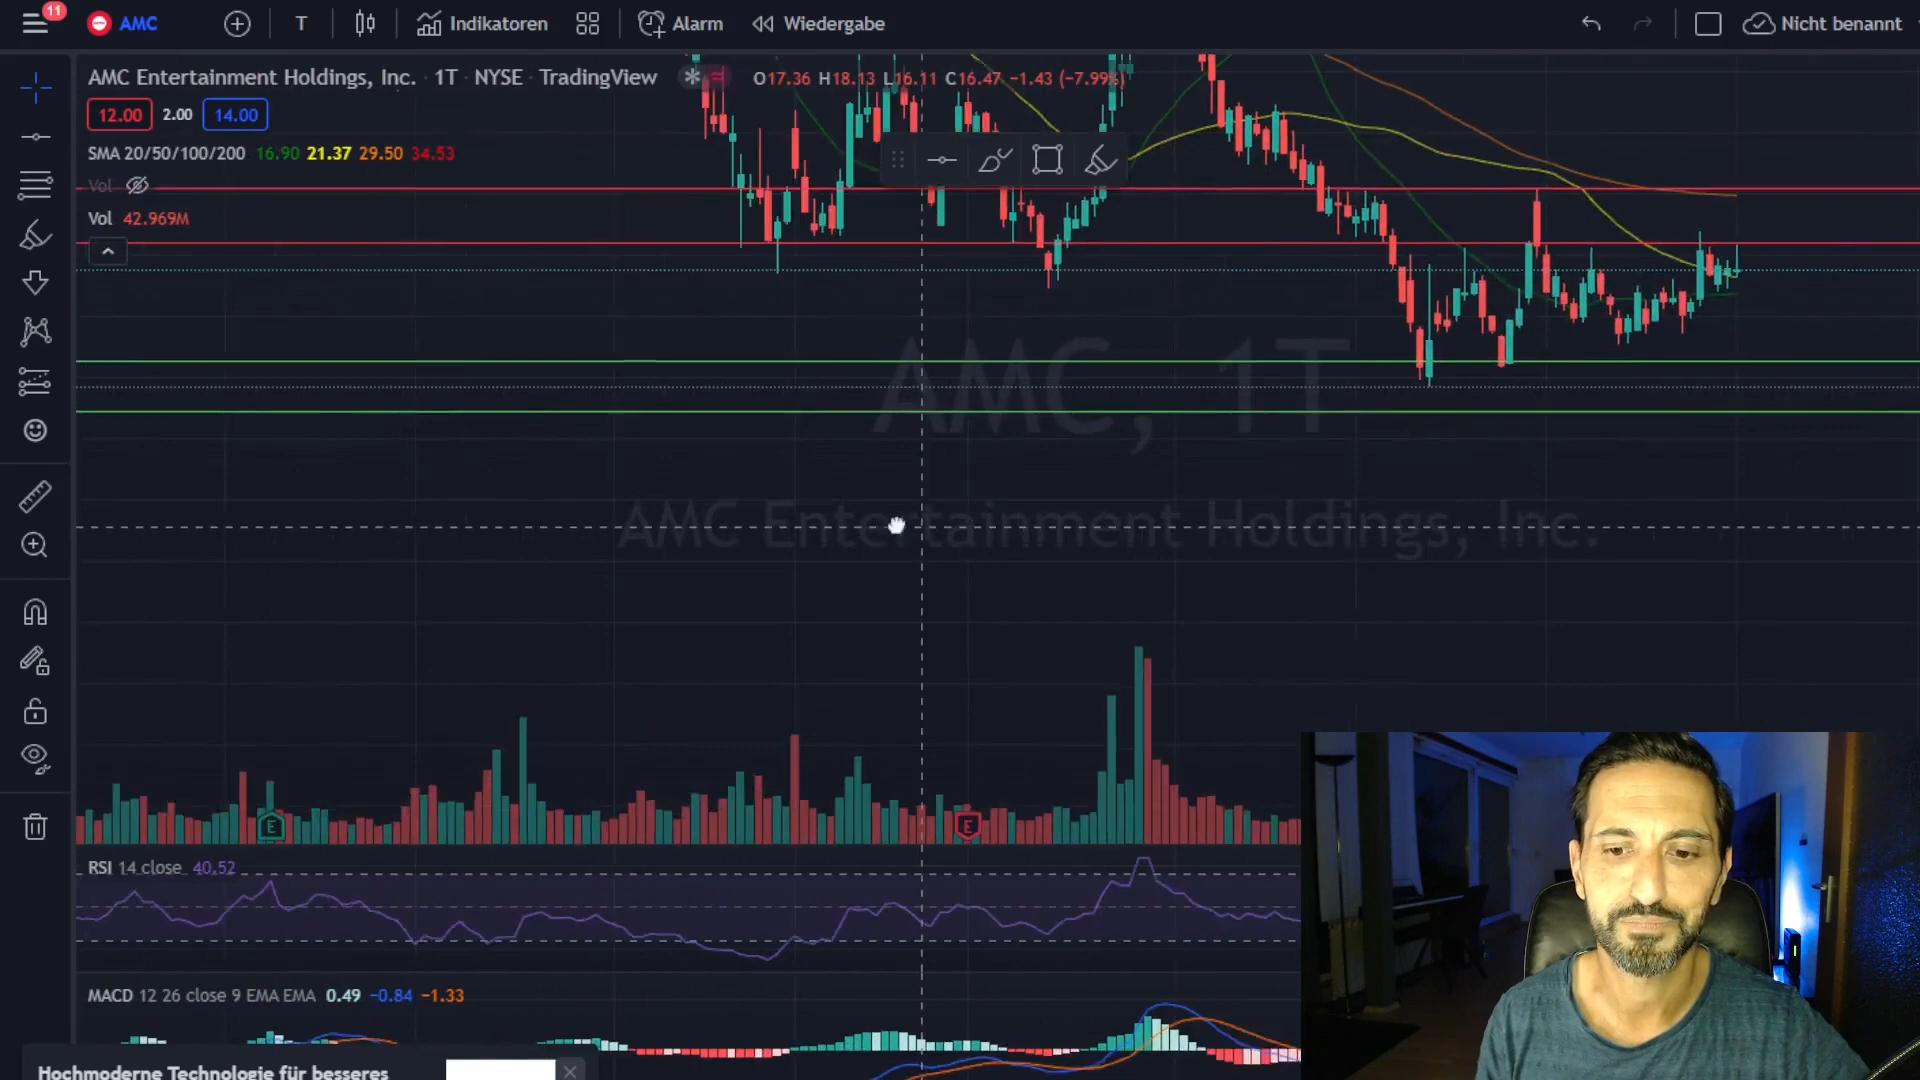 11
AMC
T
Indikatoren
Alarm
Wiedergabe
Nicht benannt
AMC Entertainment Holdings, Inc. · 1T · NYSE · TradingView
O17.36 H18.13 L16.11 C16.47 −1.43 (−7.99%)
12.00 2.00 14.00
SMA 20/50/100/200 16.90 21.37 29.50 34.53
Vol
Vol 42.969M
AMC, 1T
AMC Entertainment Holdings, Inc.
E
E
RSI 14 close 40.52
MACD 12 26 close 9 EMA EMA 0.49 −0.84 −1.33
Hochmoderne Technologie für besseres